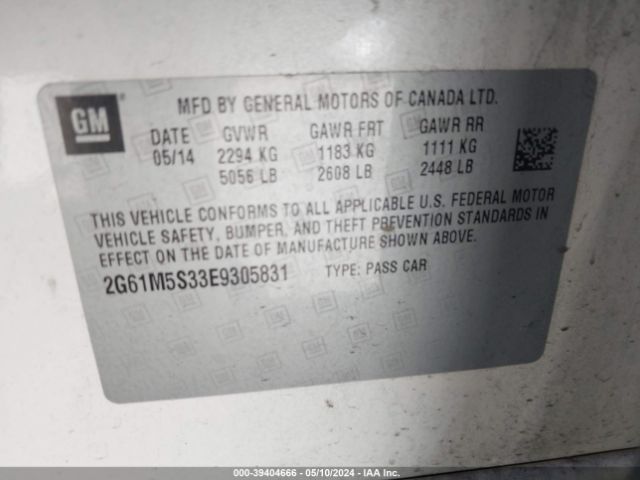 GM
MFD BY GENERAL MOTORS OF CANADA LTD.
DATE GVWR GAWR FRT GAWR RR
05/14 2294 KG 1183 KG 1111 KG
5056 LB 2608 LB 2448 LB
THIS VEHICLE CONFORMS TO ALL APPLICABLE U.S. FEDERAL MOTOR
VEHICLE SAFETY, BUMPER, AND THEFT PREVENTION STANDARDS IN
EFFECT ON THE DATE OF MANUFACTURE SHOWN ABOVE.
2G61M5S33E9305831 TYPE: PASS CAR
000-39404666 - 05/10/2024 - IAA Inc.